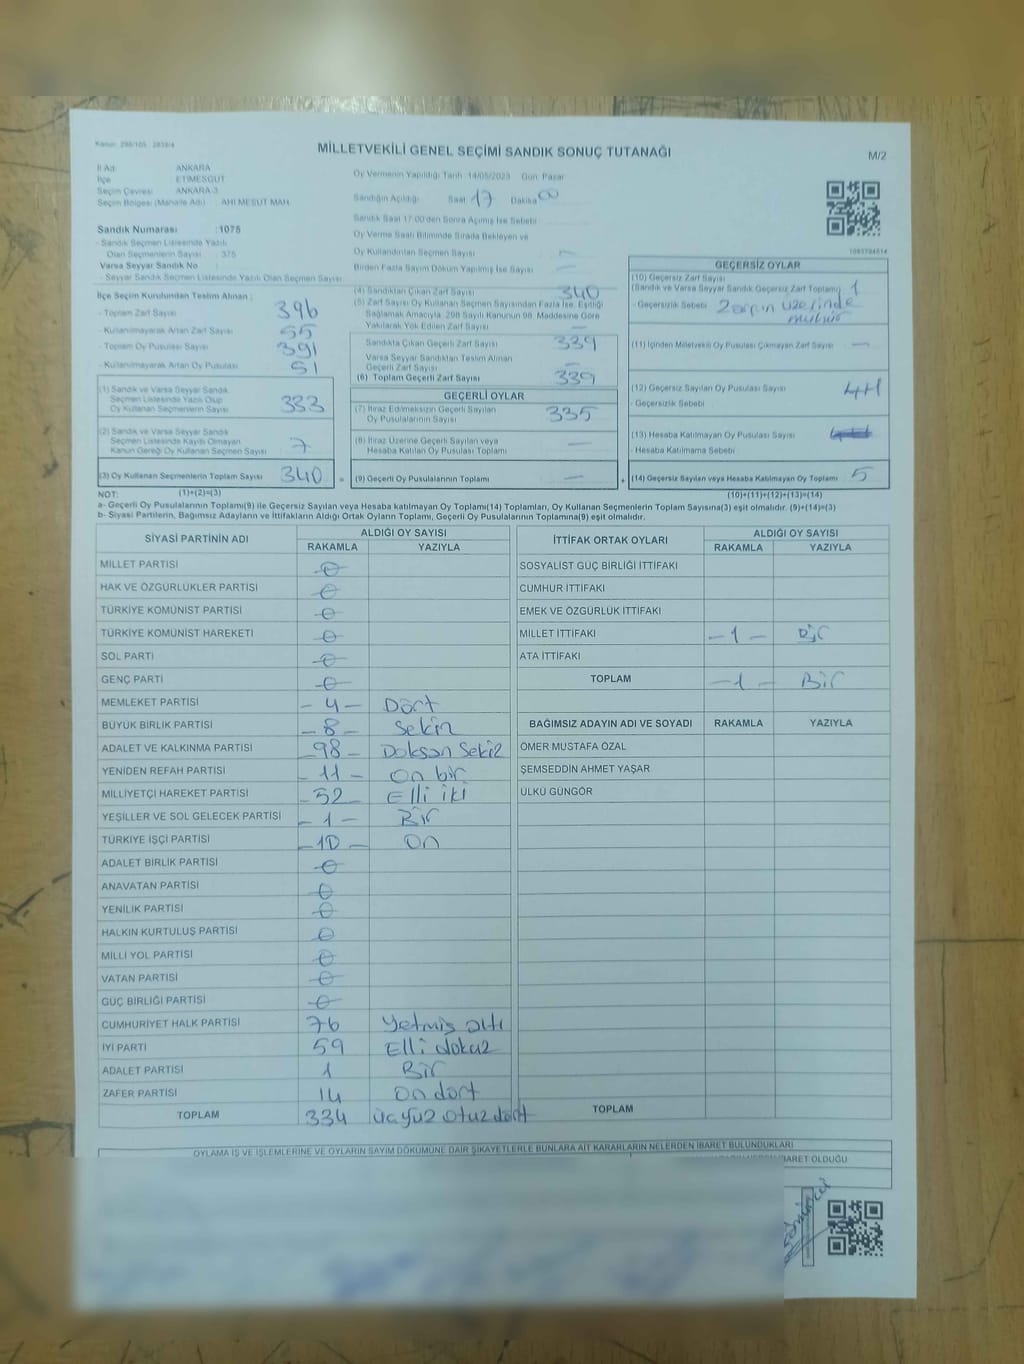 Kanun: 298/105 2839/4
MİLLETVEKİLİ GENEL SEÇİMİ SANDIK SONUÇ TUTANAĞI
M/2
İl Adı ANKARA
İlçe ETİMESGUT
Seçim Çevresi ANKARA 3
Seçim Bölgesi (Mahalle Adı) AHİ MESUT MAH.
Sandık Numarası :1075
- Sandık Seçmen Listesinde Yazılı
Olan Seçmenlerin Sayısı 375
Varsa Seyyar Sandık No :
- Seyyar Sandık Seçmen Listesinde Yazılı Olan Seçmen Sayısı
İlçe Seçim Kurulundan Teslim Alınan ;
- Toplam Zarf Sayısı 396
- Kullanılmayarak Artan Zarf Sayısı 55
- Toplam Oy Pusulası Sayısı 391
- Kullanılmayarak Artan Oy Pusulası 51
(1) Sandık ve Varsa Seyyar Sandık
Seçmen Listesinde Yazılı Olup
Oy Kullanan Seçmenlerin Sayısı 333
(2) Sandık ve Varsa Seyyar Sandık
Seçmen Listesinde Kayıtlı Olmayan
Kanun Gereği Oy Kullanan Seçmen Sayısı 7
(3) Oy Kullanan Seçmenlerin Toplam Sayısı 340
Oy Vermenin Yapıldığı Tarih 14/05/2023 Gün: Pazar
Sandığın Açıldığı Saat 17 Dakika 00
Sandık Saat 17:00'den Sonra Açılmış İse Sebebi
Oy Verme Saati Bitiminde Sırada Bekleyen ve
Oy Kullandırılan Seçmen Sayısı —
Birden Fazla Sayım Döküm Yapılmış İse Sayısı —
(4) Sandıktan Çıkan Zarf Sayısı 340
(5) Zarf Sayısı Oy Kullanan Seçmen Sayısından Fazla İse, Eşitliği
Sağlamak Amacıyla, 298 Sayılı Kanunun 98. Maddesine Göre
Yakılarak Yok Edilen Zarf Sayısı —
Sandıkta Çıkan Geçerli Zarf Sayısı 339
Varsa Seyyar Sandıktan Teslim Alınan
Geçerli Zarf Sayısı —
(6) Toplam Geçerli Zarf Sayısı 339
GEÇERLİ OYLAR
(7) İtiraz Edilmeksizin Geçerli Sayılan
Oy Pusulalarının Sayısı 335
(8) İtiraz Üzerine Geçerli Sayılan veya
Hesaba Katılan Oy Pusulası Toplamı —
(9) Geçerli Oy Pusulalarının Toplamı —
1093794514
GEÇERSİZ OYLAR
(10) Geçersiz Zarf Sayısı
(Sandık ve Varsa Seyyar Sandık Geçersiz Zarf Toplamı) 1
- Geçersizlik Sebebi Zarfın üzerinde
mühür
(11) İçinden Milletvekili Oy Pusulası Çıkmayan Zarf Sayısı —
(12) Geçersiz Sayılan Oy Pusulası Sayısı
- Geçersizlik Sebebi
(13) Hesaba Katılmayan Oy Pusulası Sayısı
- Hesaba Katılmama Sebebi
(14) Geçersiz Sayılan veya Hesaba Katılmayan Oy Toplamı 5
NOT: (1)+(2)=(3) (10)+(11)+(12)+(13)=(14)
a- Geçerli Oy Pusulalarının Toplamı(9) ile Geçersiz Sayılan veya Hesaba katılmayan Oy Toplamı(14) Toplamları, Oy Kullanan Seçmenlerin Toplam Sayısına(3) eşit olmalıdır. (9)+(14)=(3)
b- Siyasi Partilerin, Bağımsız Adayların ve İttifakların Aldığı Ortak Oyların Toplamı, Geçerli Oy Pusulalarının Toplamına(9) eşit olmalıdır.
SİYASİ PARTİNİN ADI ALDIĞI OY SAYISI
RAKAMLA YAZIYLA
MİLLET PARTİSİ 0
HAK VE ÖZGÜRLÜKLER PARTİSİ 0
TÜRKİYE KOMÜNİST PARTİSİ 0
TÜRKİYE KOMÜNİST HAREKETİ 0
SOL PARTİ 0
GENÇ PARTİ 0
MEMLEKET PARTİSİ - 4 - Dört
BÜYÜK BİRLİK PARTİSİ - 8 - Sekiz
ADALET VE KALKINMA PARTİSİ - 98 - Doksan Sekiz
YENİDEN REFAH PARTİSİ - 11 - On bir
MİLLİYETÇİ HAREKET PARTİSİ - 52 - Elli iki
YEŞİLLER VE SOL GELECEK PARTİSİ - 1 - Bir
TÜRKİYE İŞÇİ PARTİSİ - 10 - On
ADALET BİRLİK PARTİSİ 0
ANAVATAN PARTİSİ 0
YENİLİK PARTİSİ 0
HALKIN KURTULUŞ PARTİSİ 0
MİLLİ YOL PARTİSİ 0
VATAN PARTİSİ 0
GÜÇ BİRLİĞİ PARTİSİ 0
CUMHURİYET HALK PARTİSİ 76 Yetmiş altı
İYİ PARTİ 59 Elli dokuz
ADALET PARTİSİ 1 Bir
ZAFER PARTİSİ 14 On dört
TOPLAM 334 üçyüz otuz dört
İTTİFAK ORTAK OYLARI ALDIĞI OY SAYISI
RAKAMLA YAZIYLA
SOSYALİST GÜÇ BİRLİĞİ İTTİFAKI
CUMHUR İTTİFAKI
EMEK VE ÖZGÜRLÜK İTTİFAKI
MİLLET İTTİFAKI - 1 - Bir
ATA İTTİFAKI
TOPLAM - 1 - Bir
BAĞIMSIZ ADAYIN ADI VE SOYADI RAKAMLA YAZIYLA
ÖMER MUSTAFA ÖZAL
ŞEMSEDDİN AHMET YAŞAR
ÜLKÜ GÜNGÖR
TOPLAM
OYLAMA İŞ VE İŞLEMLERİNE VE OYLARIN SAYIM DÖKÜMÜNE DAİR ŞİKAYETLERLE BUNLARA AİT KARARLARIN NELERDEN İBARET BULUNDUKLARI
İBARET OLDUĞU